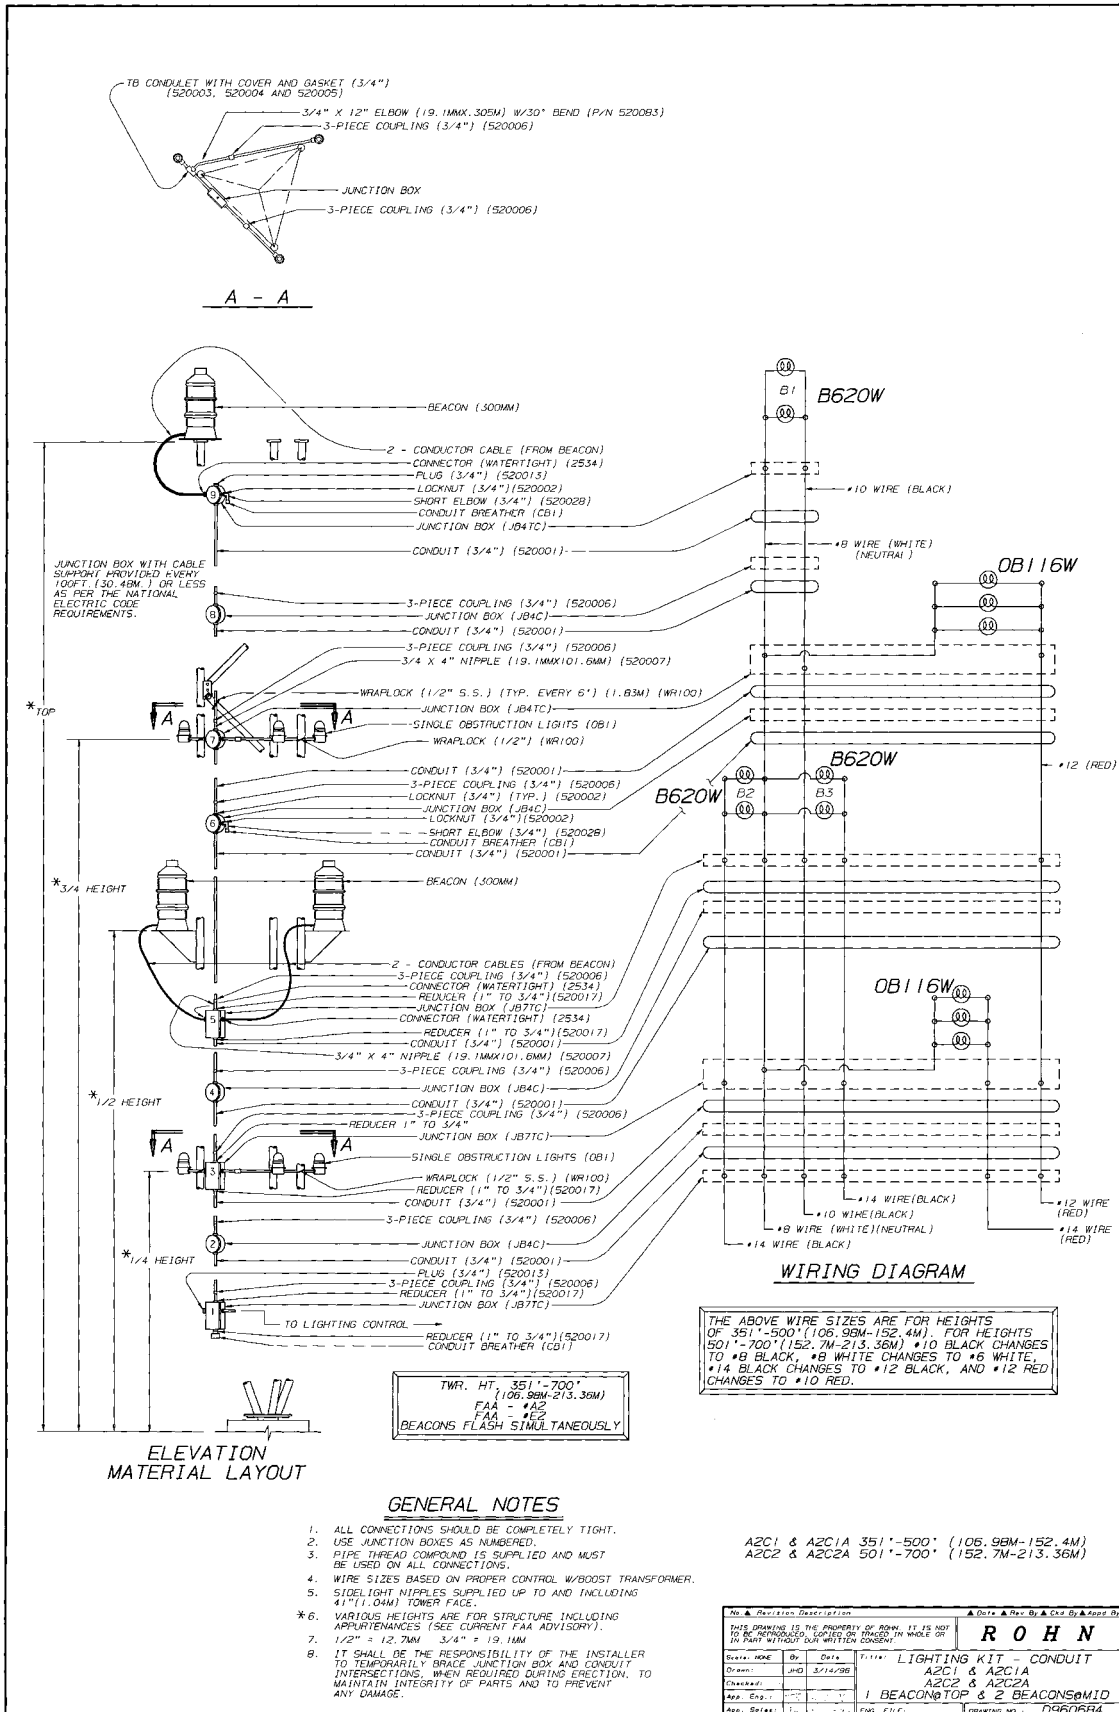 TB CONDULET WITH COVER AND GASKET (3/4")
(520003, 520004 AND 520005)
3/4" X 12" ELBOW (19.1MMX.305M) W/30° BEND (P/N 520083)
3-PIECE COUPLING (3/4") (520006)
JUNCTION BOX
3-PIECE COUPLING (3/4") (520006)
A - A
BEACON (300MM)
2 - CONDUCTOR CABLE (FROM BEACON)
CONNECTOR (WATERTIGHT) (2534)
PLUG (3/4") (520013)
LOCKNUT (3/4")(520002)
SHORT ELBOW (3/4") (520028)
CONDUIT BREATHER (CB1)
JUNCTION BOX (JB4TC)
9
CONDUIT (3/4") (520001)
JUNCTION BOX WITH CABLE
SUPPORT PROVIDED EVERY
100FT.(30.48M.) OR LESS
AS PER THE NATIONAL
ELECTRIC CODE
REQUIREMENTS.
3-PIECE COUPLING (3/4") (520006)
8
JUNCTION BOX (JB4C)
CONDUIT (3/4") (520001)
3-PIECE COUPLING (3/4") (520006)
3/4 X 4" NIPPLE (19.1MMX101.6MM) (520007)
WRAPLOCK (1/2" S.S.) (TYP. EVERY 6') (1.83M) (WR100)
JUNCTION BOX (JB4TC)
*TOP
A
A
SINGLE OBSTRUCTION LIGHTS (OB1)
7
WRAPLOCK (1/2") (WR100)
CONDUIT (3/4") (520001)
3-PIECE COUPLING (3/4") (520006)
LOCKNUT (3/4") (TYP.) (520002)
JUNCTION BOX (JB4C)
6
LOCKNUT (3/4") (520002)
SHORT ELBOW (3/4") (520028)
CONDUIT BREATHER (CB1)
CONDUIT (3/4") (520001)
*3/4 HEIGHT
BEACON (300MM)
2 - CONDUCTOR CABLES (FROM BEACON)
3-PIECE COUPLING (3/4") (520006)
CONNECTOR (WATERTIGHT) (2534)
REDUCER (1" TO 3/4")(520017)
JUNCTION BOX (JB7TC)
5
CONNECTOR (WATERTIGHT) (2534)
REDUCER (1" TO 3/4")(520017)
CONDUIT (3/4") (520001)
3/4" X 4" NIPPLE (19.1MMX101.6MM) (520007)
3-PIECE COUPLING (3/4") (520006)
4
JUNCTION BOX (JB4C)
*1/2 HEIGHT
CONDUIT (3/4") (520001)
3-PIECE COUPLING (3/4") (520006)
REDUCER 1" TO 3/4"
JUNCTION BOX (JB7TC)
A
A
SINGLE OBSTRUCTION LIGHTS (OB1)
3
WRAPLOCK (1/2" S.S.) (WR100)
REDUCER (1" TO 3/4")(520017)
CONDUIT (3/4") (520001)
3-PIECE COUPLING (3/4") (520006)
2
JUNCTION BOX (JB4C)
*1/4 HEIGHT
CONDUIT (3/4") (520001)
PLUG (3/4") (520013)
3-PIECE COUPLING (3/4") (520006)
REDUCER (1" TO 3/4")(520017)
JUNCTION BOX (JB7TC)
1
TO LIGHTING CONTROL
REDUCER (1" TO 3/4")(520017)
CONDUIT BREATHER (CB1)
TWR. HT. 351'-700'
(106.98M-213.36M)
FAA - #A2
FAA - #E2
BEACONS FLASH SIMULTANEOUSLY
ELEVATION
MATERIAL LAYOUT
B1
B620W
#10 WIRE (BLACK)
#8 WIRE (WHITE)
(NEUTRAL)
OB116W
#12 (RED)
B620W
B620W
B2
B3
OB116W
#14 WIRE(BLACK)
#10 WIRE(BLACK)
#8 WIRE (WHITE)(NEUTRAL)
#14 WIRE (BLACK)
#12 WIRE
(RED)
#14 WIRE
(RED)
WIRING DIAGRAM
THE ABOVE WIRE SIZES ARE FOR HEIGHTS
OF 351'-500'(106.98M-152.4M). FOR HEIGHTS
501'-700'(152.7M-213.36M) #10 BLACK CHANGES
TO #8 BLACK, #8 WHITE CHANGES TO #6 WHITE,
#14 BLACK CHANGES TO #12 BLACK, AND #12 RED
CHANGES TO #10 RED.
GENERAL NOTES
1. ALL CONNECTIONS SHOULD BE COMPLETELY TIGHT.
2. USE JUNCTION BOXES AS NUMBERED.
3. PIPE THREAD COMPOUND IS SUPPLIED AND MUST
BE USED ON ALL CONNECTIONS.
4. WIRE SIZES BASED ON PROPER CONTROL W/BOOST TRANSFORMER.
5. SIDELIGHT NIPPLES SUPPLIED UP TO AND INCLUDING
41"(1.04M) TOWER FACE.
*6. VARIOUS HEIGHTS ARE FOR STRUCTURE INCLUDING
APPURTENANCES (SEE CURRENT FAA ADVISORY).
7. 1/2" = 12.7MM 3/4" = 19.1MM
8. IT SHALL BE THE RESPONSIBILITY OF THE INSTALLER
TO TEMPORARILY BRACE JUNCTION BOX AND CONDUIT
INTERSECTIONS, WHEN REQUIRED DURING ERECTION, TO
MAINTAIN INTEGRITY OF PARTS AND TO PREVENT
ANY DAMAGE.
A2C1 & A2C1A 351'-500' (106.98M-152.4M)
A2C2 & A2C2A 501'-700' (152.7M-213.36M)
No. Revision Description Date Rev By Ckd By Appd By
THIS DRAWING IS THE PROPERTY OF ROHN. IT IS NOT
TO BE REPRODUCED, COPIED OR TRACED IN WHOLE OR
IN PART WITHOUT OUR WRITTEN CONSENT.
ROHN
Scale: NONE By Date
Drawn: JHD 3/14/96
Checked:
App. Eng.:
App. Sales:
Title: LIGHTING KIT - CONDUIT
A2C1 & A2C1A
A2C2 & A2C2A
1 BEACON@TOP & 2 BEACONS@MID
ENG. FILE:
DRAWING NO.: D960684